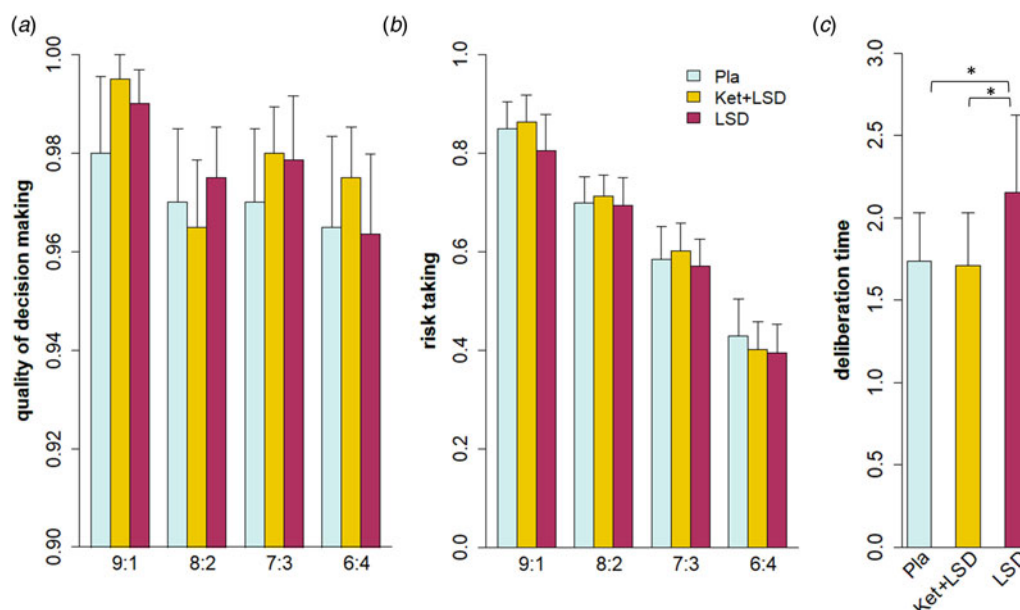 (a)
quality of decision making
1.00
0.98
0.96
0.94
0.92
0.90
9:1
8:2
7:3
6:4
(b)
risk taking
1.0
0.8
0.6
0.4
0.2
0.0
Pla
Ket+LSD
LSD
9:1
8:2
7:3
6:4
(c)
deliberation time
3.0
2.5
2.0
1.5
1.0
0.5
0.0
*
*
Pla
Ket+LSD
LSD